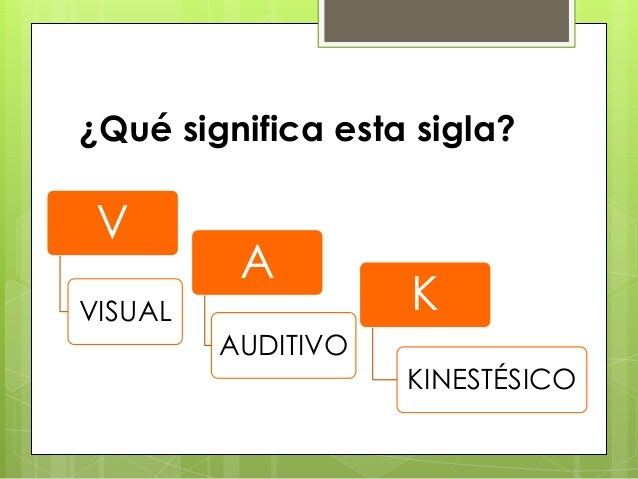 ¿Qué significa esta sigla?
V
VISUAL
A
AUDITIVO
K
KINESTÉSICO